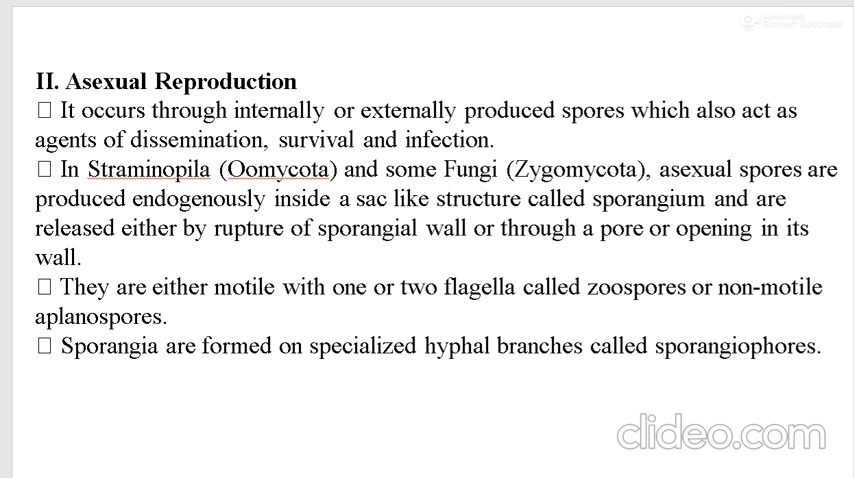 II. Asexual Reproduction
□ It occurs through internally or externally produced spores which also act as
agents of dissemination, survival and infection.
□ In Straminopila (Oomycota) and some Fungi (Zygomycota), asexual spores are
produced endogenously inside a sac like structure called sporangium and are
released either by rupture of sporangial wall or through a pore or opening in its
wall.
□ They are either motile with one or two flagella called zoospores or non-motile
aplanospores.
□ Sporangia are formed on specialized hyphal branches called sporangiophores.
clideo.com